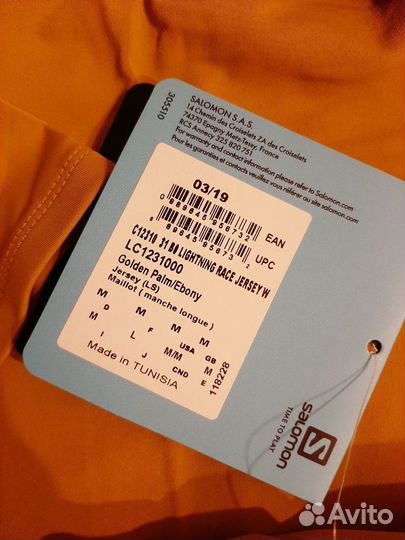 305510
SALOMON S.A.S.
14 Chemin des Croiselets ZA des Croiselets
74370 Epagny Metz-Tessy, France
RCS Annecy 325 820 751
For warranty and contact information please refer to Salomon.com
Pour les garanties et contacts veuillez vous référer au site salomon.com
03/19
EAN
UPC
LIGHTNING RACE JERSEY W
LC1231000
Golden Palm/Ebony
Jersey (LS)
Maillot ( manche longue )
M M M M
D F USA GB
M L M/M M
I J CND E
Made in TUNISIA
118228
salomon
TIME TO PLAY
Avito